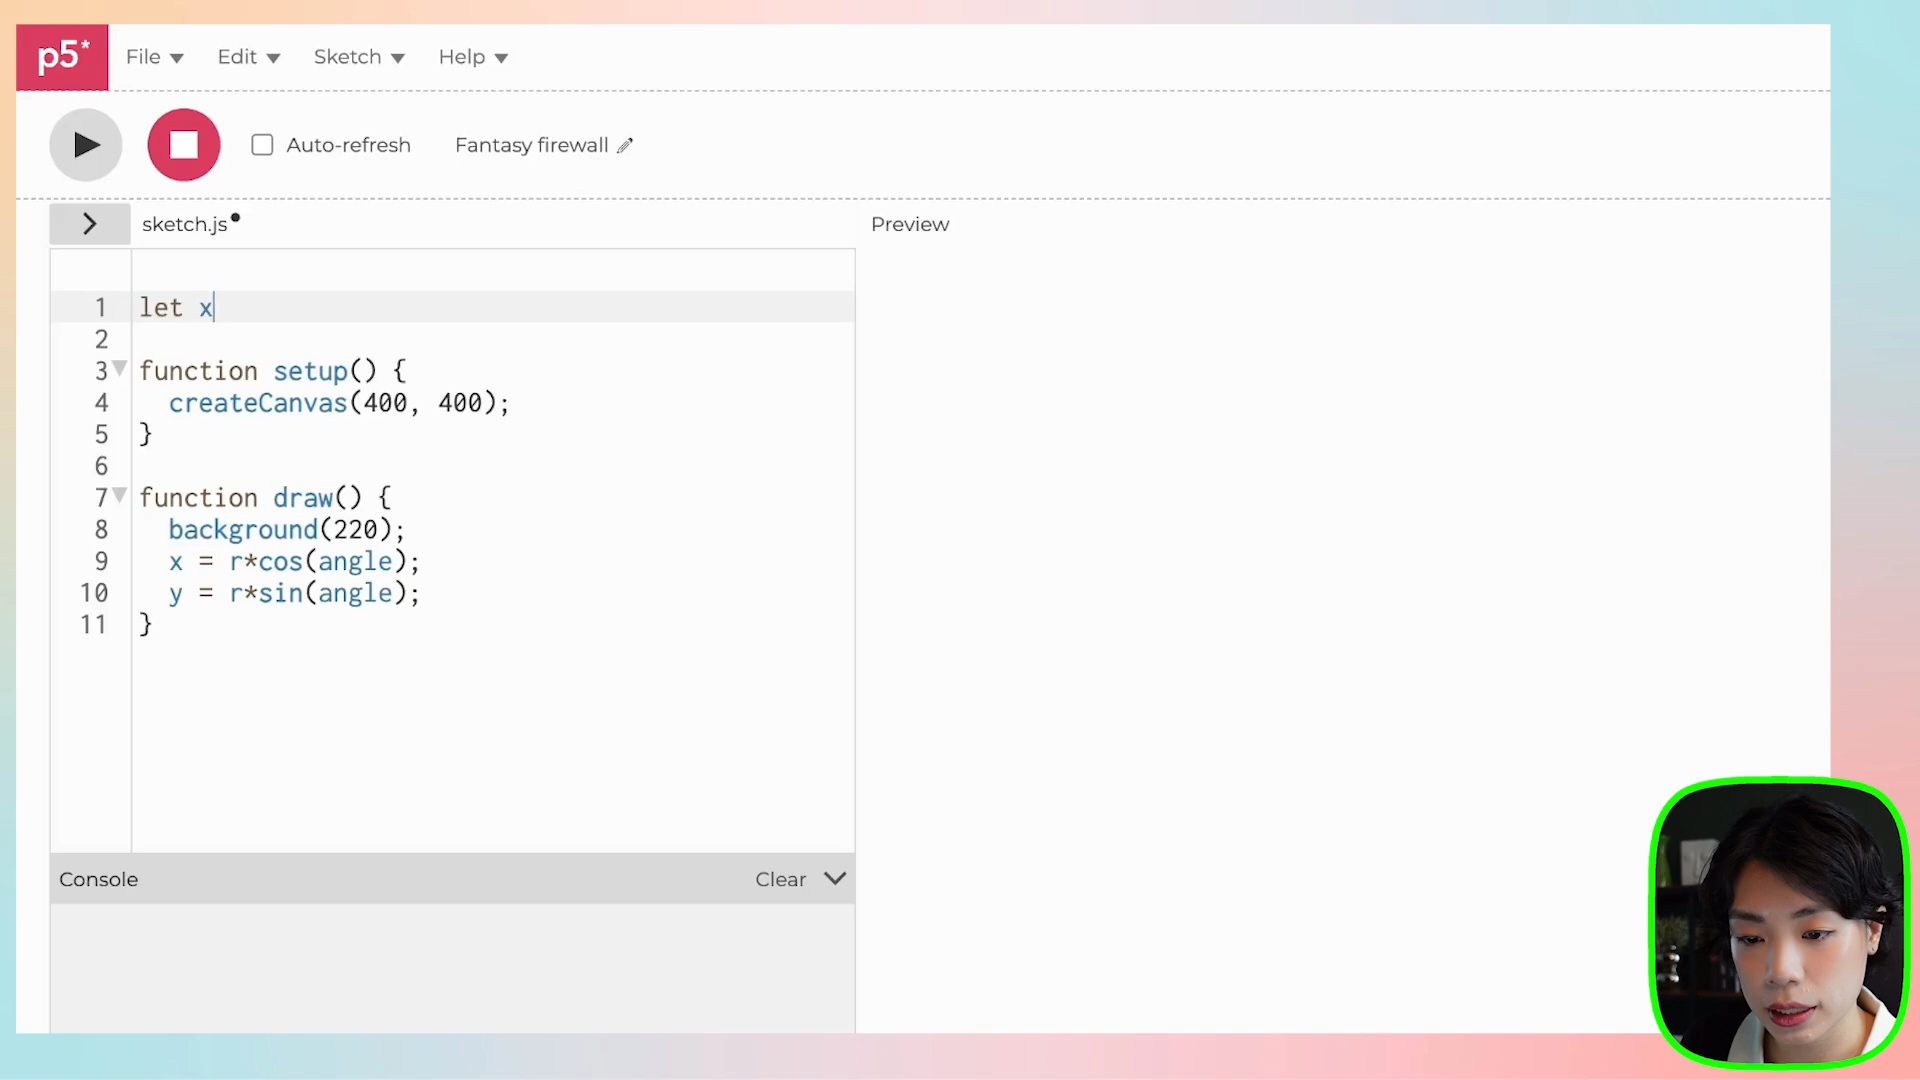 p5* File Edit Sketch Help
Auto-refresh Fantasy firewall
sketch.js Preview
1 let x
2
3 function setup() {
4   createCanvas(400, 400);
5 }
6
7 function draw() {
8   background(220);
9   x = r*cos(angle);
10   y = r*sin(angle);
11 }
Console Clear